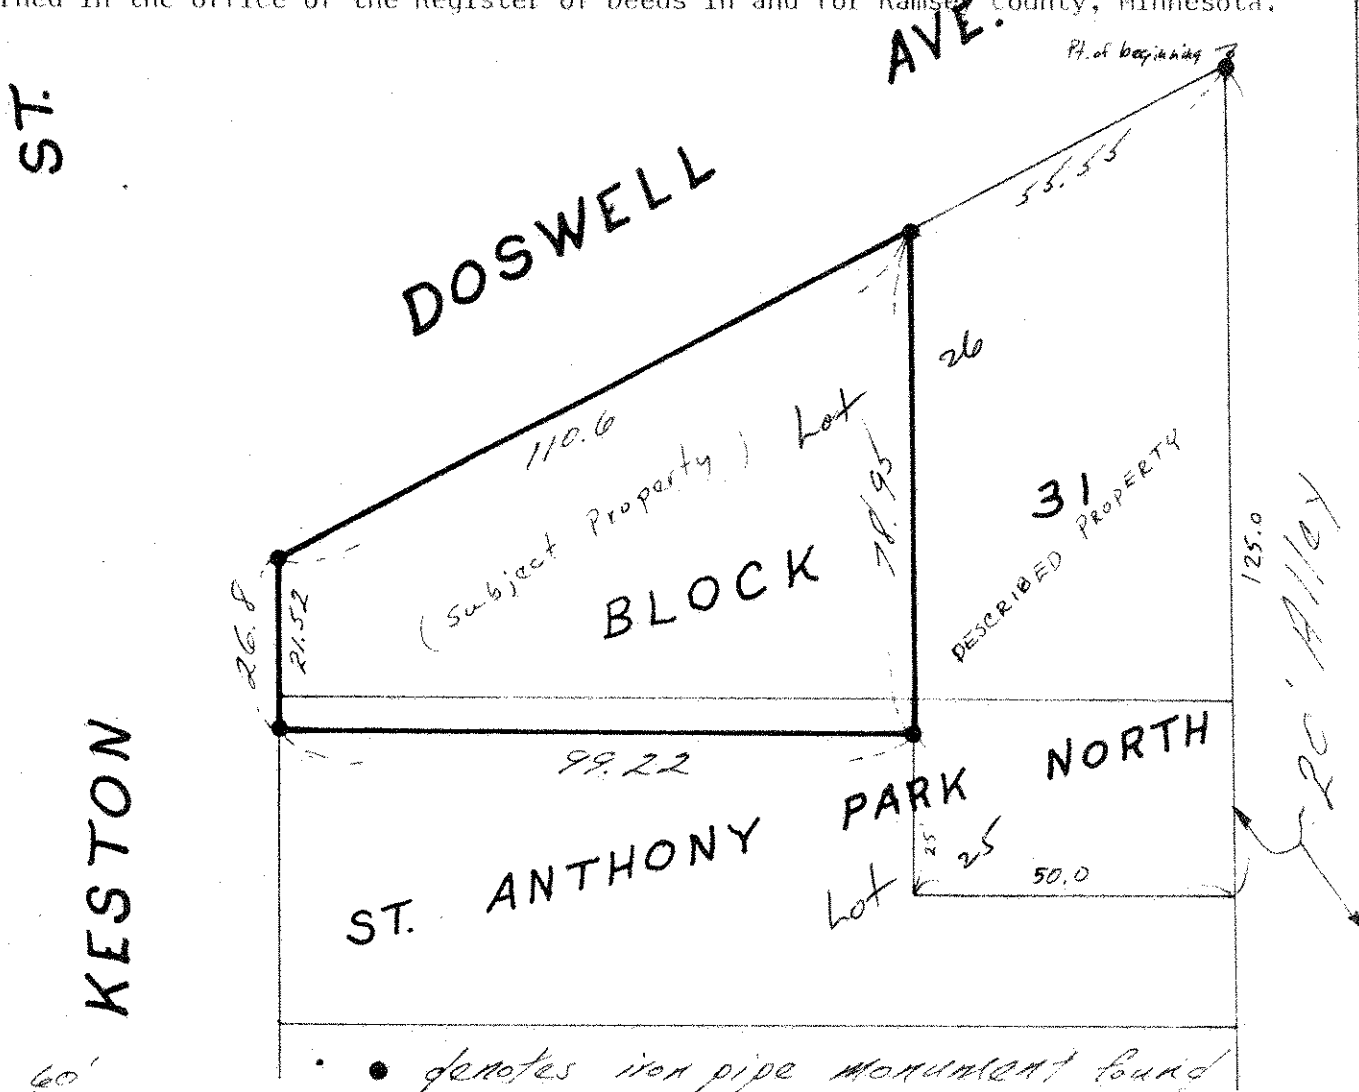 in the office of the Register of Deeds in and for Ramsey County, Minnesota.
AVE.
Pt. of beginning
ST.
DOSWELL
55.55
26
110.6
Lot
(Subject Property)
78.95
31
DESCRIBED PROPERTY
BLOCK
125.0
20' Alley
26.8
21.52
99.22
KESTON
ST. ANTHONY PARK NORTH
25
Lot 25
50.0
60'
denotes iron pipe monument found